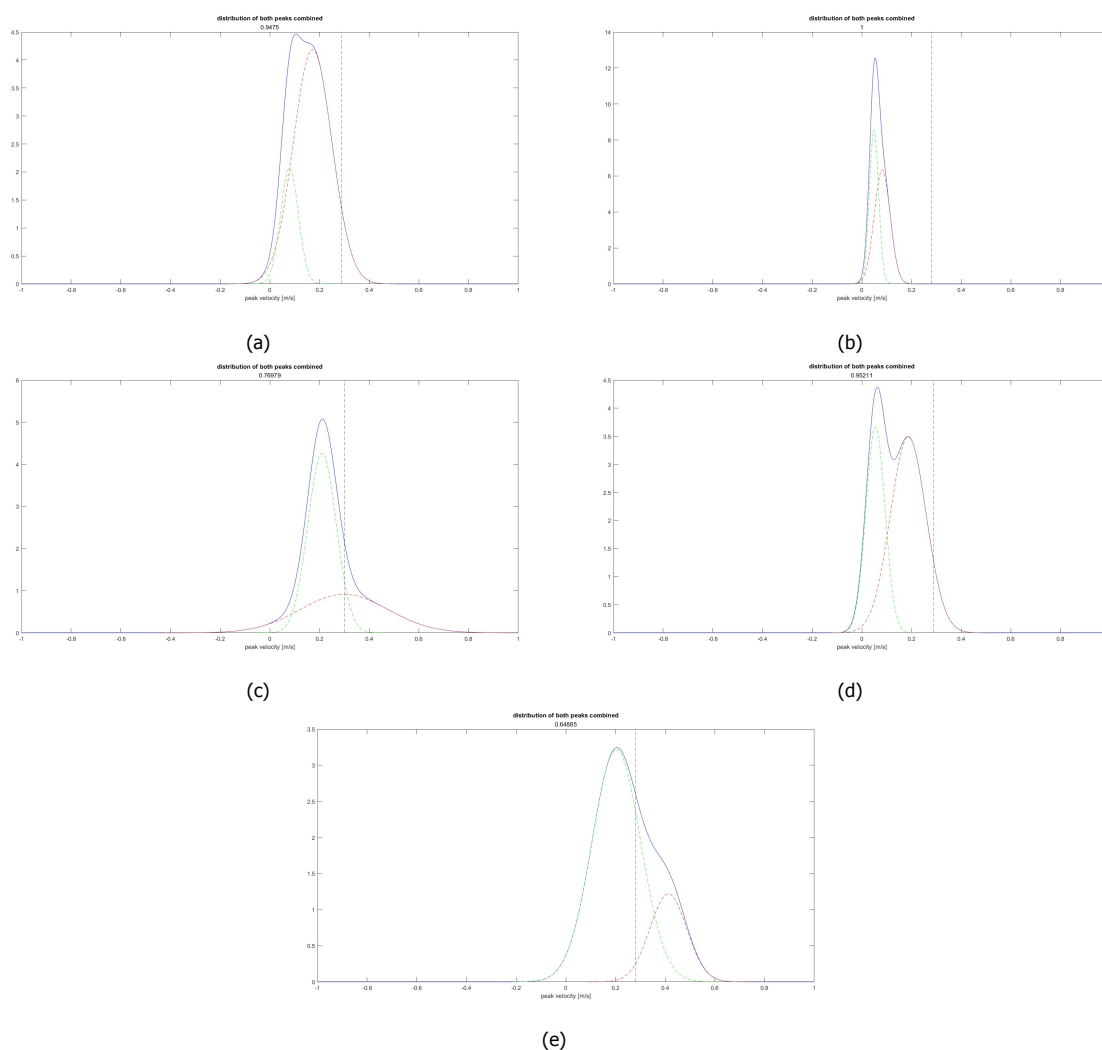 distribution of both peaks combined
0.9475
4.5
4
3.5
3
2.5
2
1.5
1
0.5
0
-1 -0.8 -0.6 -0.4 -0.2 0 0.2 0.4 0.6 0.8 1
peak velocity [m/s]
(a)
distribution of both peaks combined
1
14
12
10
8
6
4
2
0
-1 -0.8 -0.6 -0.4 -0.2 0 0.2 0.4 0.6 0.8
peak velocity [m/s]
(b)
distribution of both peaks combined
0.76979
6
5
4
3
2
1
0
-1 -0.8 -0.6 -0.4 -0.2 0 0.2 0.4 0.6 0.8 1
peak velocity [m/s]
(c)
distribution of both peaks combined
0.95211
4.5
4
3.5
3
2.5
2
1.5
1
0.5
0
-1 -0.8 -0.6 -0.4 -0.2 0 0.2 0.4 0.6 0.8
peak velocity [m/s]
(d)
distribution of both peaks combined
0.64885
3.5
3
2.5
2
1.5
1
0.5
0
-1 -0.8 -0.6 -0.4 -0.2 0 0.2 0.4 0.6 0.8 1
peak velocity [m/s]
(e)